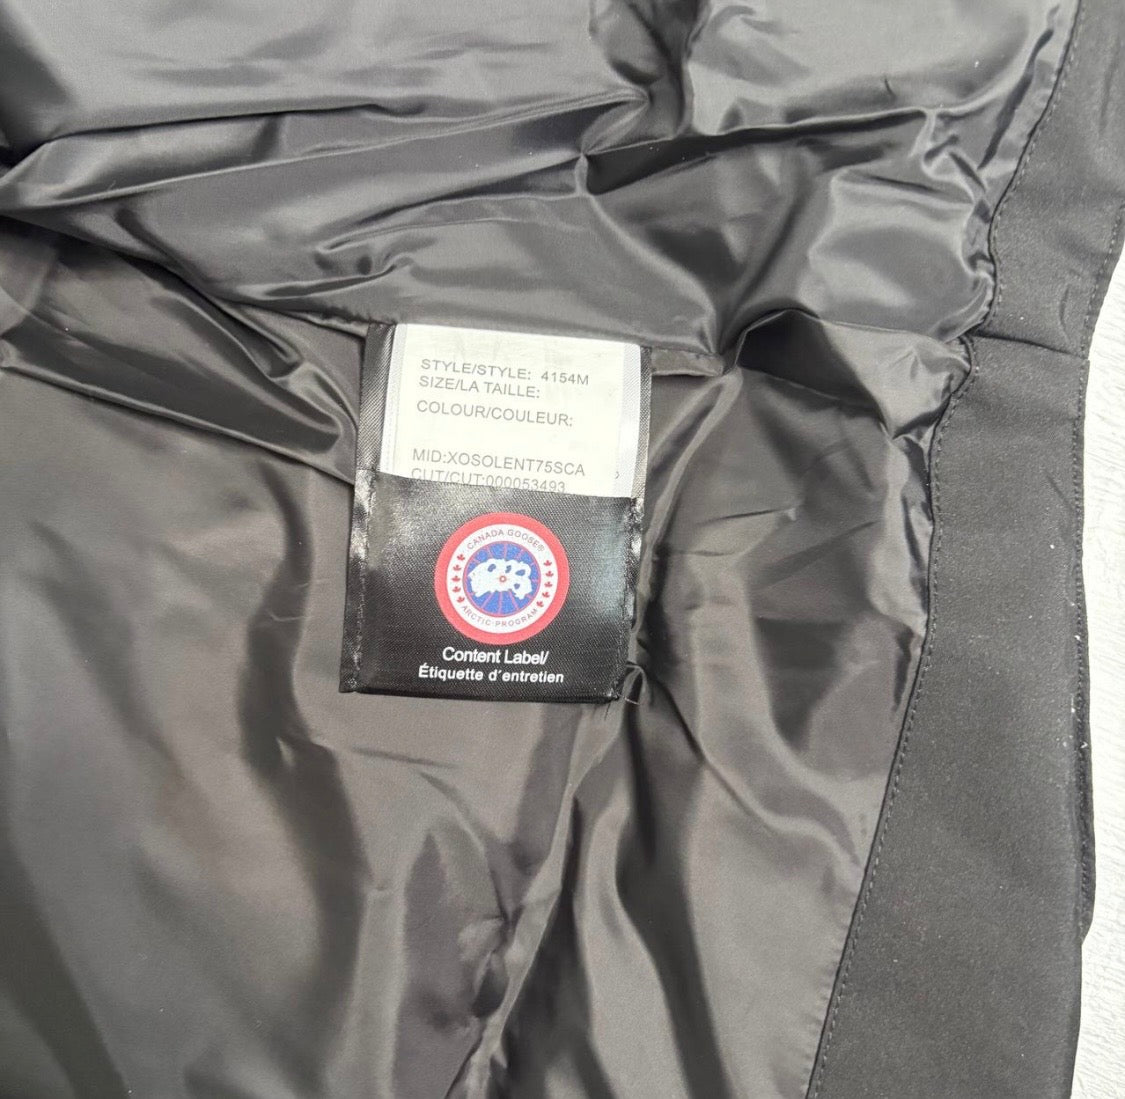 STYLE/STYLE: 4154M
SIZE/LA TAILLE:
COLOUR/COULEUR:
MID:XOSOLENT75SCA
CUT/CUT:000053493
CANADA GOOSE®
ARCTIC PROGRAM
Content Label/
Étiquette d'entretien